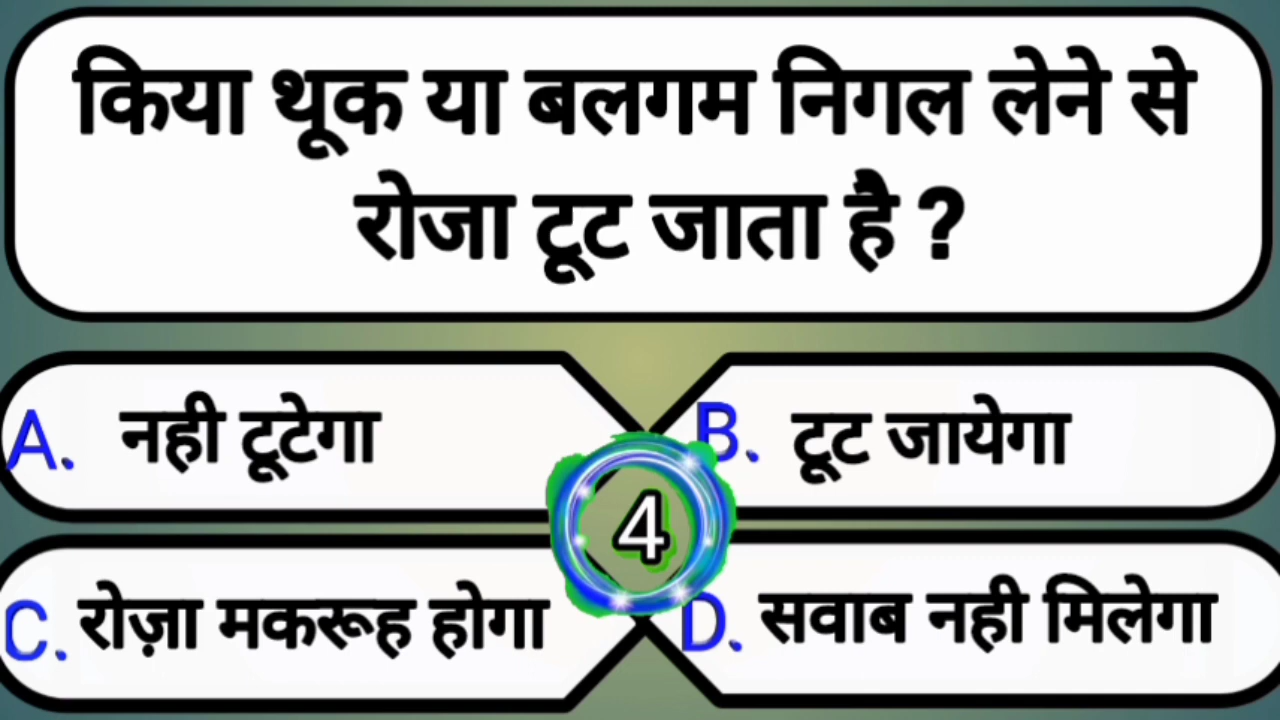 किया थूक या बलगम निगल लेने से
रोजा टूट जाता है ?
A. नही टूटेगा
B. टूट जायेगा
4
C. रोज़ा मकरूह होगा
D. सवाब नही मिलेगा